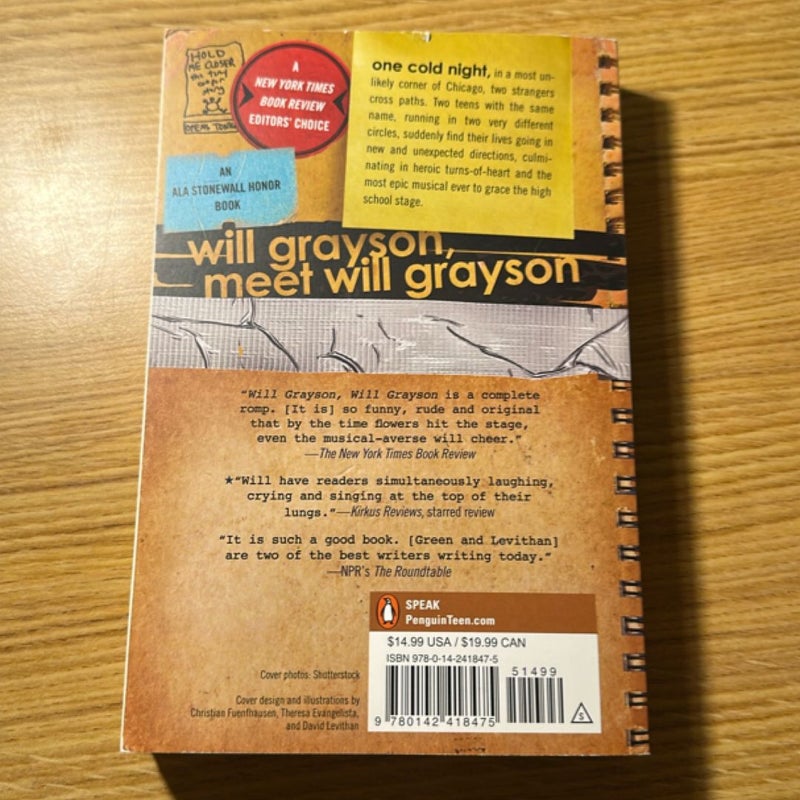 HOLD
ME CLOSER
A
NEW YORK TIMES
BOOK REVIEW
EDITORS' CHOICE
AN
ALA STONEWALL HONOR
BOOK
one cold night, in a most un-
likely corner of Chicago, two strangers
cross paths. Two teens with the same
name, running in two very different
circles, suddenly find their lives going in
new and unexpected directions, culmi-
nating in heroic turns-of-heart and the
most epic musical ever to grace the high
school stage.
will grayson,
meet will grayson
"Will Grayson, Will Grayson is a complete
romp. [It is] so funny, rude and original
that by the time flowers hit the stage,
even the musical-averse will cheer."
—The New York Times Book Review
★"Will have readers simultaneously laughing,
crying and singing at the top of their
lungs."—Kirkus Reviews, starred review
"It is such a good book. [Green and Levithan]
are two of the best writers writing today."
—NPR's The Roundtable
SPEAK
PenguinTeen.com
$14.99 USA / $19.99 CAN
ISBN 978-0-14-241847-5
51499
9 780142 418475
S
Cover photos: Shutterstock
Cover design and illustrations by
Christian Fuenfhausen, Theresa Evangelista,
and David Levithan